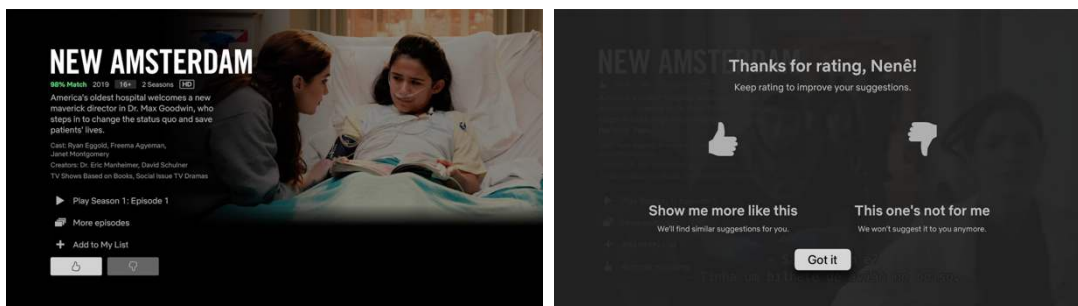 NEW AMSTERDAM
98% Match 2019 16+ 2 Seasons HD
America's oldest hospital welcomes a new
maverick director in Dr. Max Goodwin, who
steps in to change the status quo and save
patients' lives.
Cast: Ryan Eggold, Freema Agyeman,
Janet Montgomery
Creators: Dr. Eric Manheimer, David Schulner
TV Shows Based on Books, Social Issue TV Dramas
Play Season 1: Episode 1
More episodes
Add to My List
NEW AMSTERDAM
Thanks for rating, Nenê!
Keep rating to improve your suggestions.
Show me more like this
We'll find similar suggestions for you.
This one's not for me
We won't suggest it to you anymore.
Got it